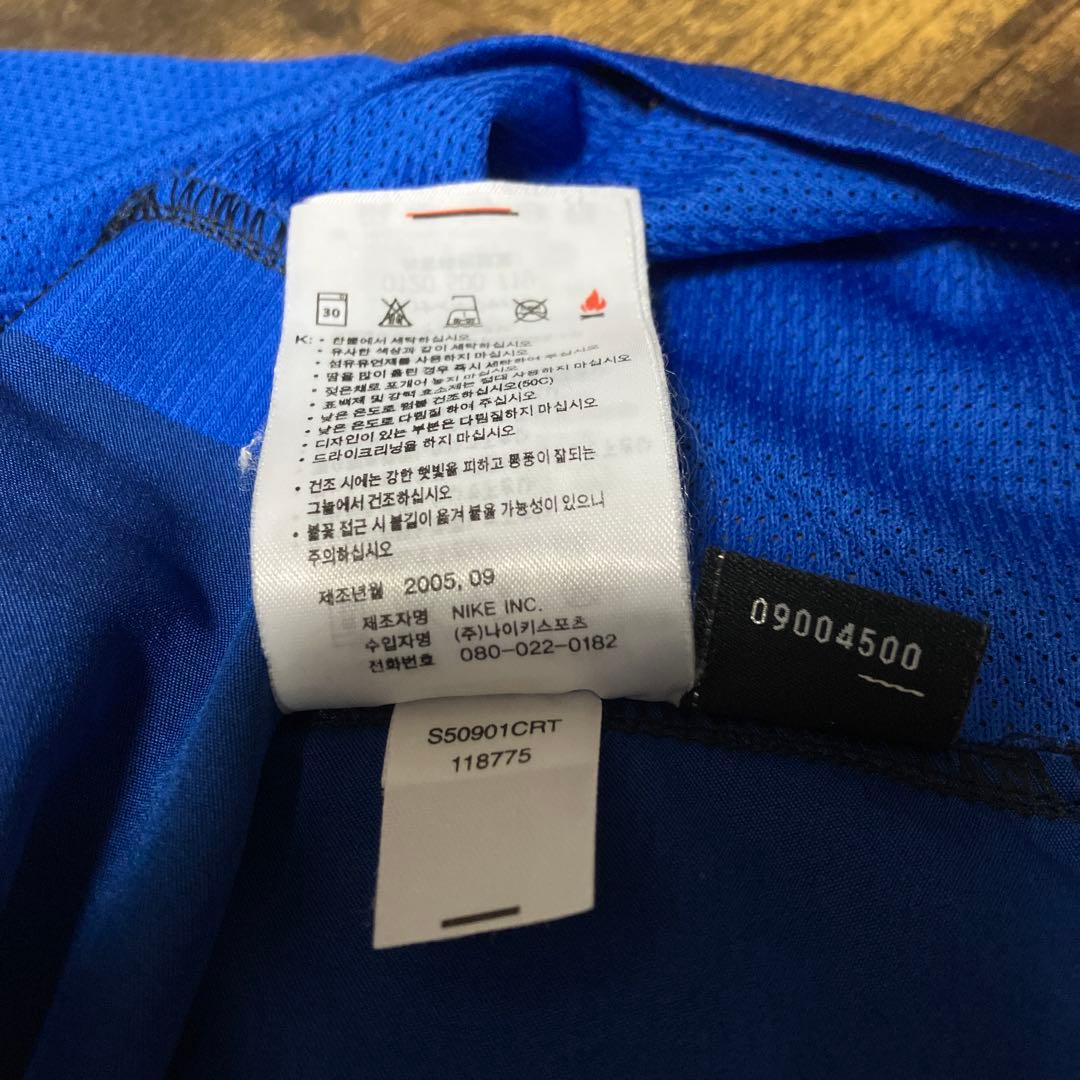 30
K: • 찬물에서 세탁하십시오
• 유사한 색상과 같이 세탁하십시오
• 섬유유연제를 사용하지 마십시오
• 땀을 많이 흘린 경우 즉시 세탁하여 주십시오
• 젖은채로 포개어 놓지 마십시오
• 표백제 및 강력 효소제는 절대 사용하지 마십시오
• 낮은 온도로 텀블 건조하십시오(50C)
• 낮은 온도로 다림질 하여 주십시오
• 디자인이 있는 부분은 다림질하지 마십시오
• 드라이크리닝을 하지 마십시오
• 건조 시에는 강한 햇빛을 피하고 통풍이 잘되는
그늘에서 건조하십시오
• 불꽃 접근 시 불길이 옮겨 붙을 가능성이 있으니
주의하십시오
제조년월 2005, 09
제조자명 NIKE INC.
수입자명 (주)나이키스포츠
전화번호 080-022-0182
09004500
S50901CRT
118775